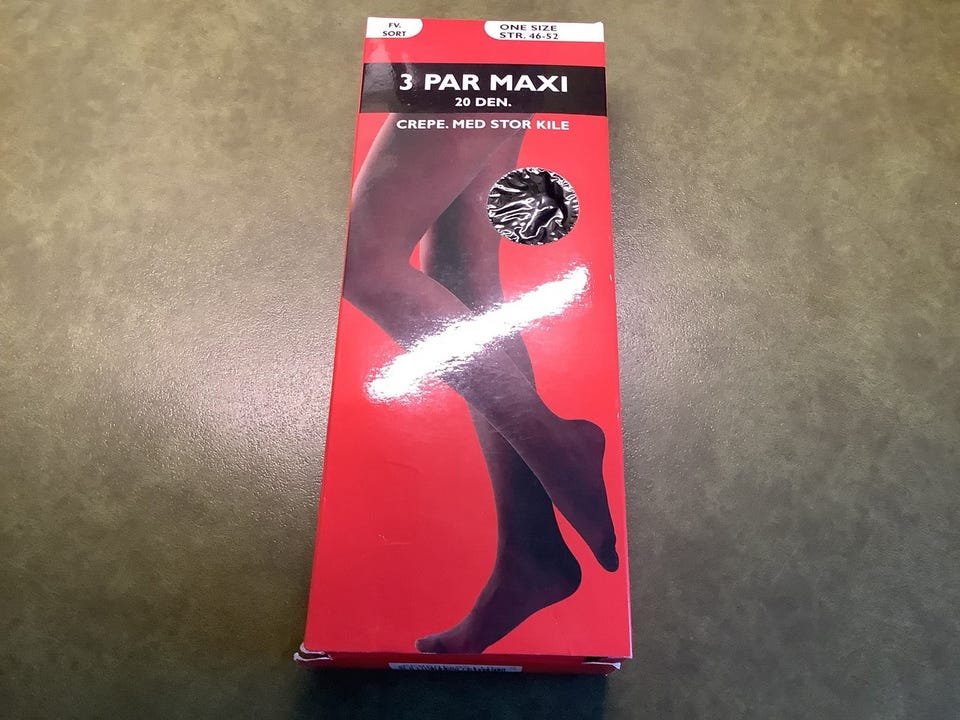 FV.
SORT
ONE SIZE
STR. 46-52
3 PAR MAXI
20 DEN.
CREPE. MED STOR KILE